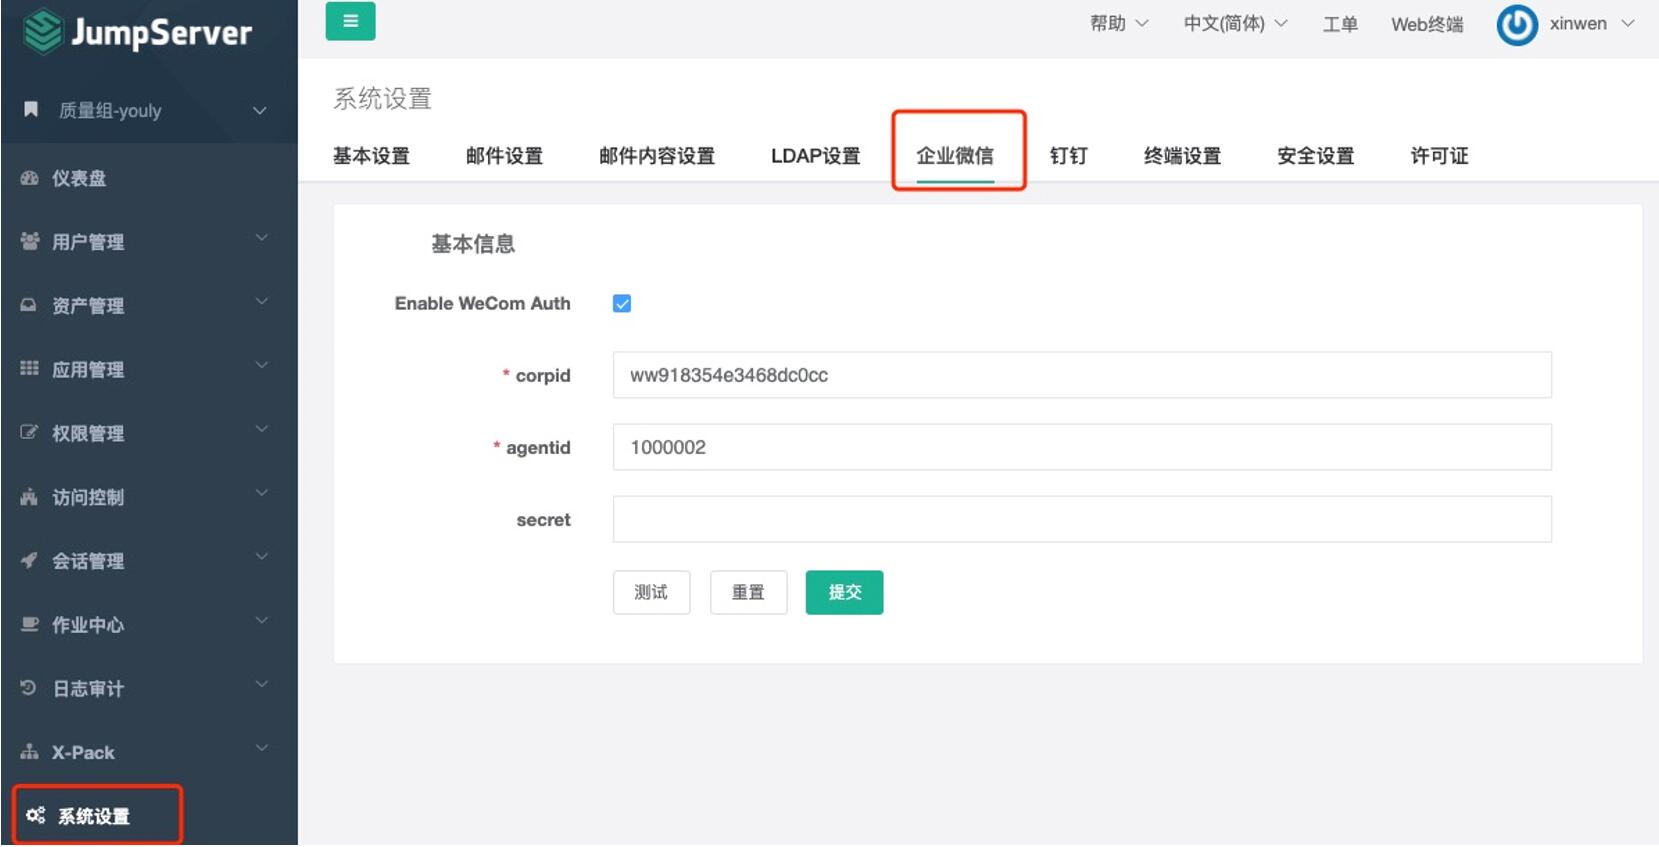 JumpServer
质量组-youly
仪表盘
用户管理
资产管理
应用管理
权限管理
访问控制
会话管理
作业中心
日志审计
X-Pack
系统设置
帮助
中文(简体)
工单
Web终端
xinwen
系统设置
基本设置 邮件设置 邮件内容设置 LDAP设置 企业微信 钉钉 终端设置 安全设置 许可证
基本信息
Enable WeCom Auth
* corpid ww918354e3468dc0cc
* agentid 1000002
secret
测试 重置 提交